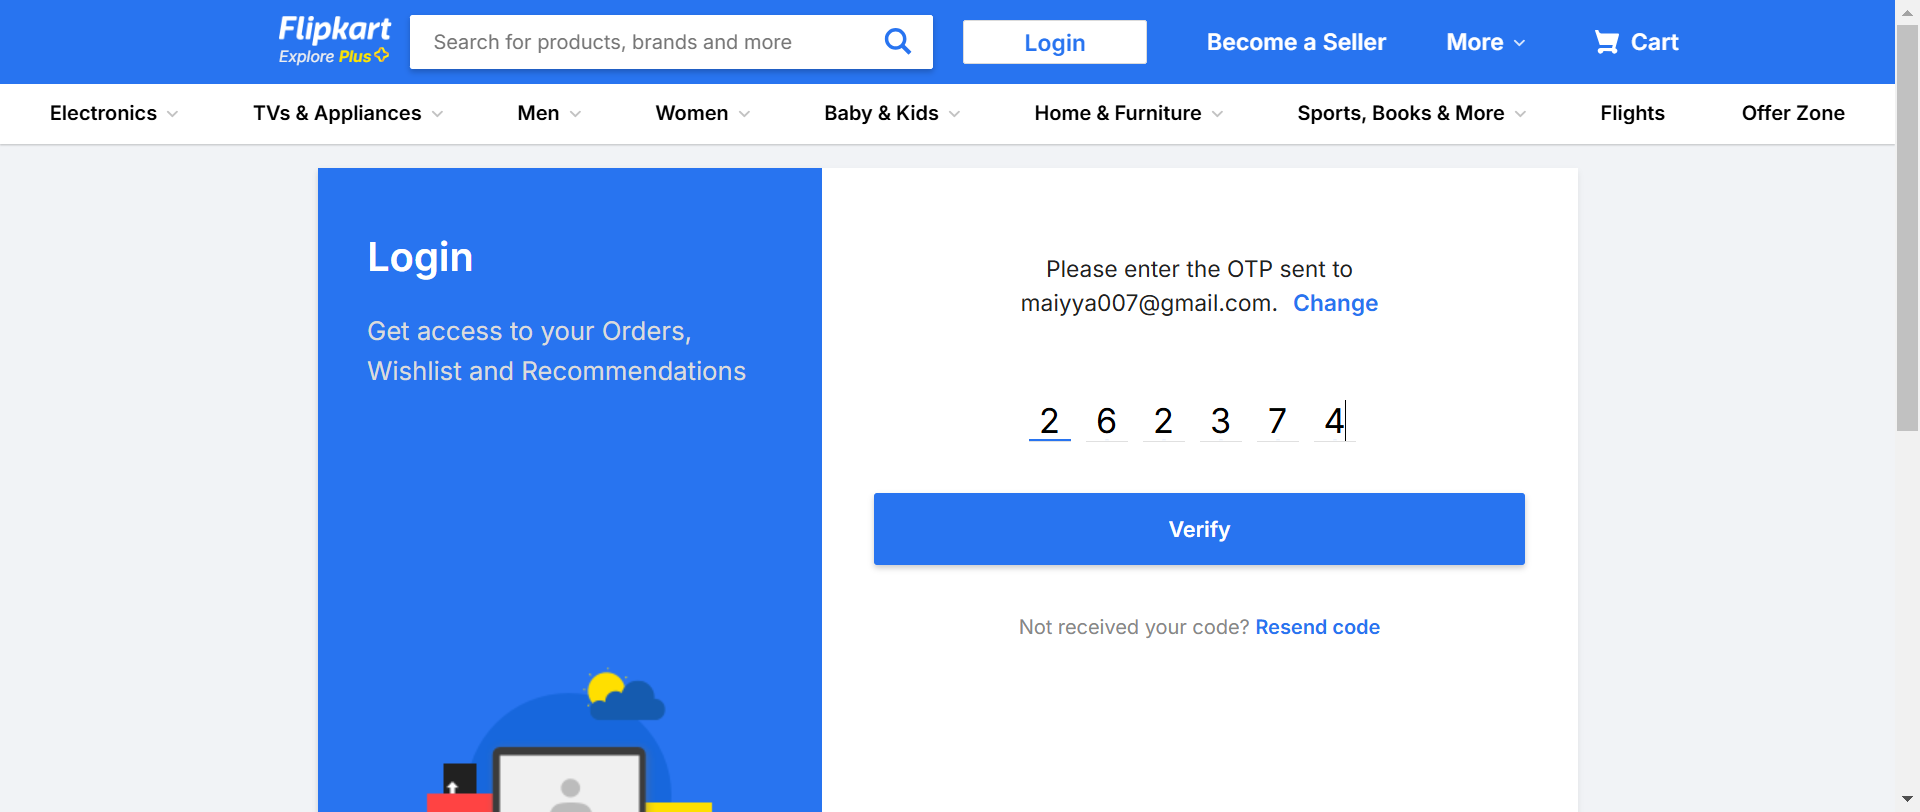 Flipkart
Explore Plus
Search for products, brands and more
Login
Become a Seller
More
Cart
Electronics
TVs & Appliances
Men
Women
Baby & Kids
Home & Furniture
Sports, Books & More
Flights
Offer Zone
Login
Get access to your Orders,
Wishlist and Recommendations
Please enter the OTP sent to
maiyya007@gmail.com. Change
2 6 2 3 7 4
Verify
Not received your code? Resend code